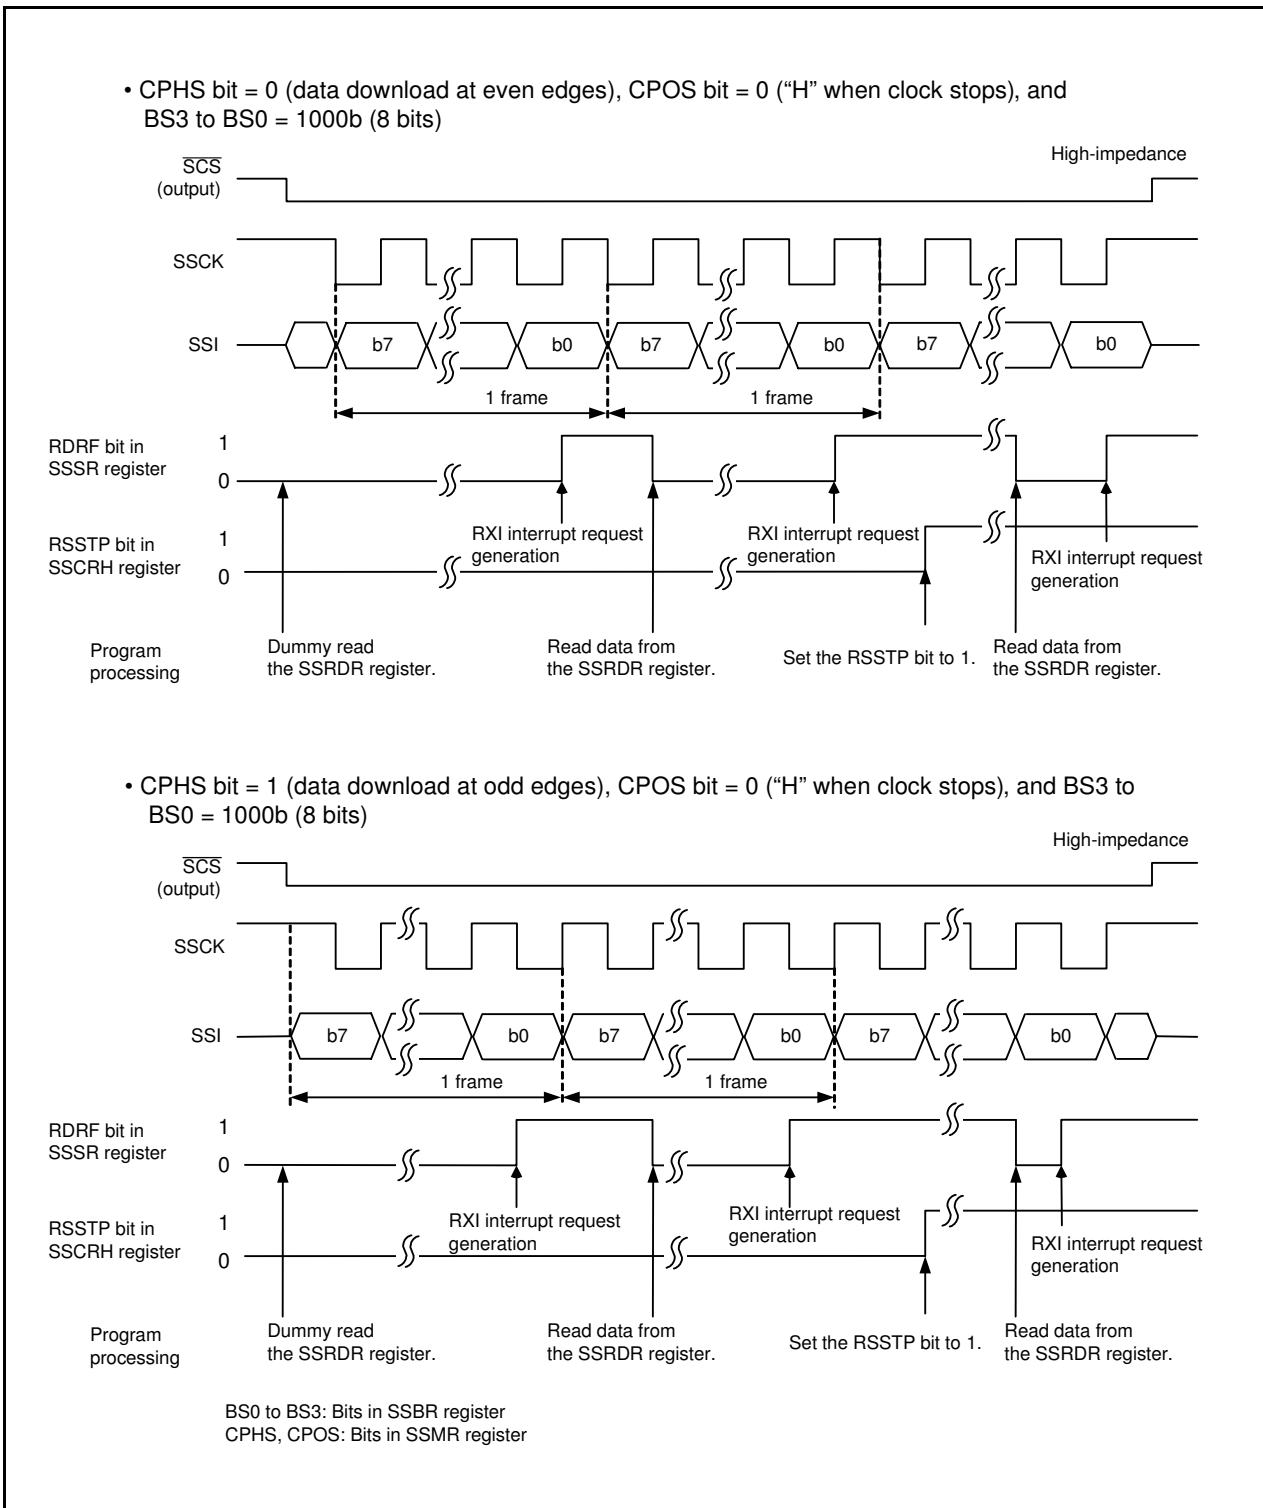 • CPHS bit = 0 (data download at even edges), CPOS bit = 0 (“H” when clock stops), and
BS3 to BS0 = 1000b (8 bits)
High-impedance
SCS
(output)
SSCK
SSI
b7
b0
b7
b0
b7
b0
1 frame
1 frame
RDRF bit in
SSSR register
1
0
RXI interrupt request
generation
RXI interrupt request
generation
RXI interrupt request
generation
RSSTP bit in
SSCRH register
1
0
Program
processing
Dummy read
the SSRDR register.
Read data from
the SSRDR register.
Set the RSSTP bit to 1.
Read data from
the SSRDR register.
• CPHS bit = 1 (data download at odd edges), CPOS bit = 0 (“H” when clock stops), and BS3 to
BS0 = 1000b (8 bits)
High-impedance
SCS
(output)
SSCK
SSI
b7
b0
b7
b0
b7
b0
1 frame
1 frame
RDRF bit in
SSSR register
1
0
RXI interrupt request
generation
RXI interrupt request
generation
RXI interrupt request
generation
RSSTP bit in
SSCRH register
1
0
Program
processing
Dummy read
the SSRDR register.
Read data from
the SSRDR register.
Set the RSSTP bit to 1.
Read data from
the SSRDR register.
BS0 to BS3: Bits in SSBR register
CPHS, CPOS: Bits in SSMR register